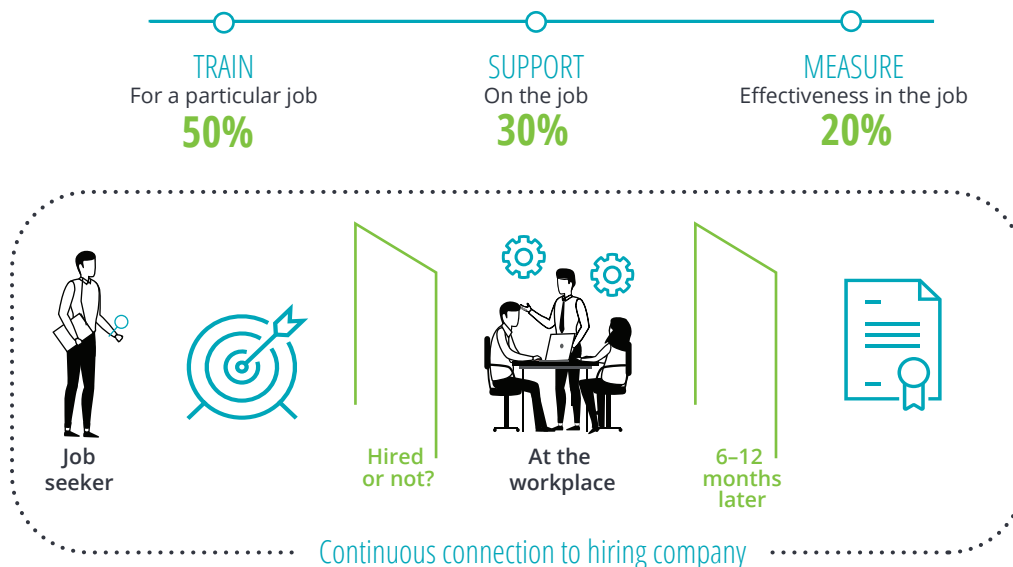 TRAIN
For a particular job
50%
SUPPORT
On the job
30%
MEASURE
Effectiveness in the job
20%
Job
seeker
Hired
or not?
At the
workplace
6–12
months
later
Continuous connection to hiring company